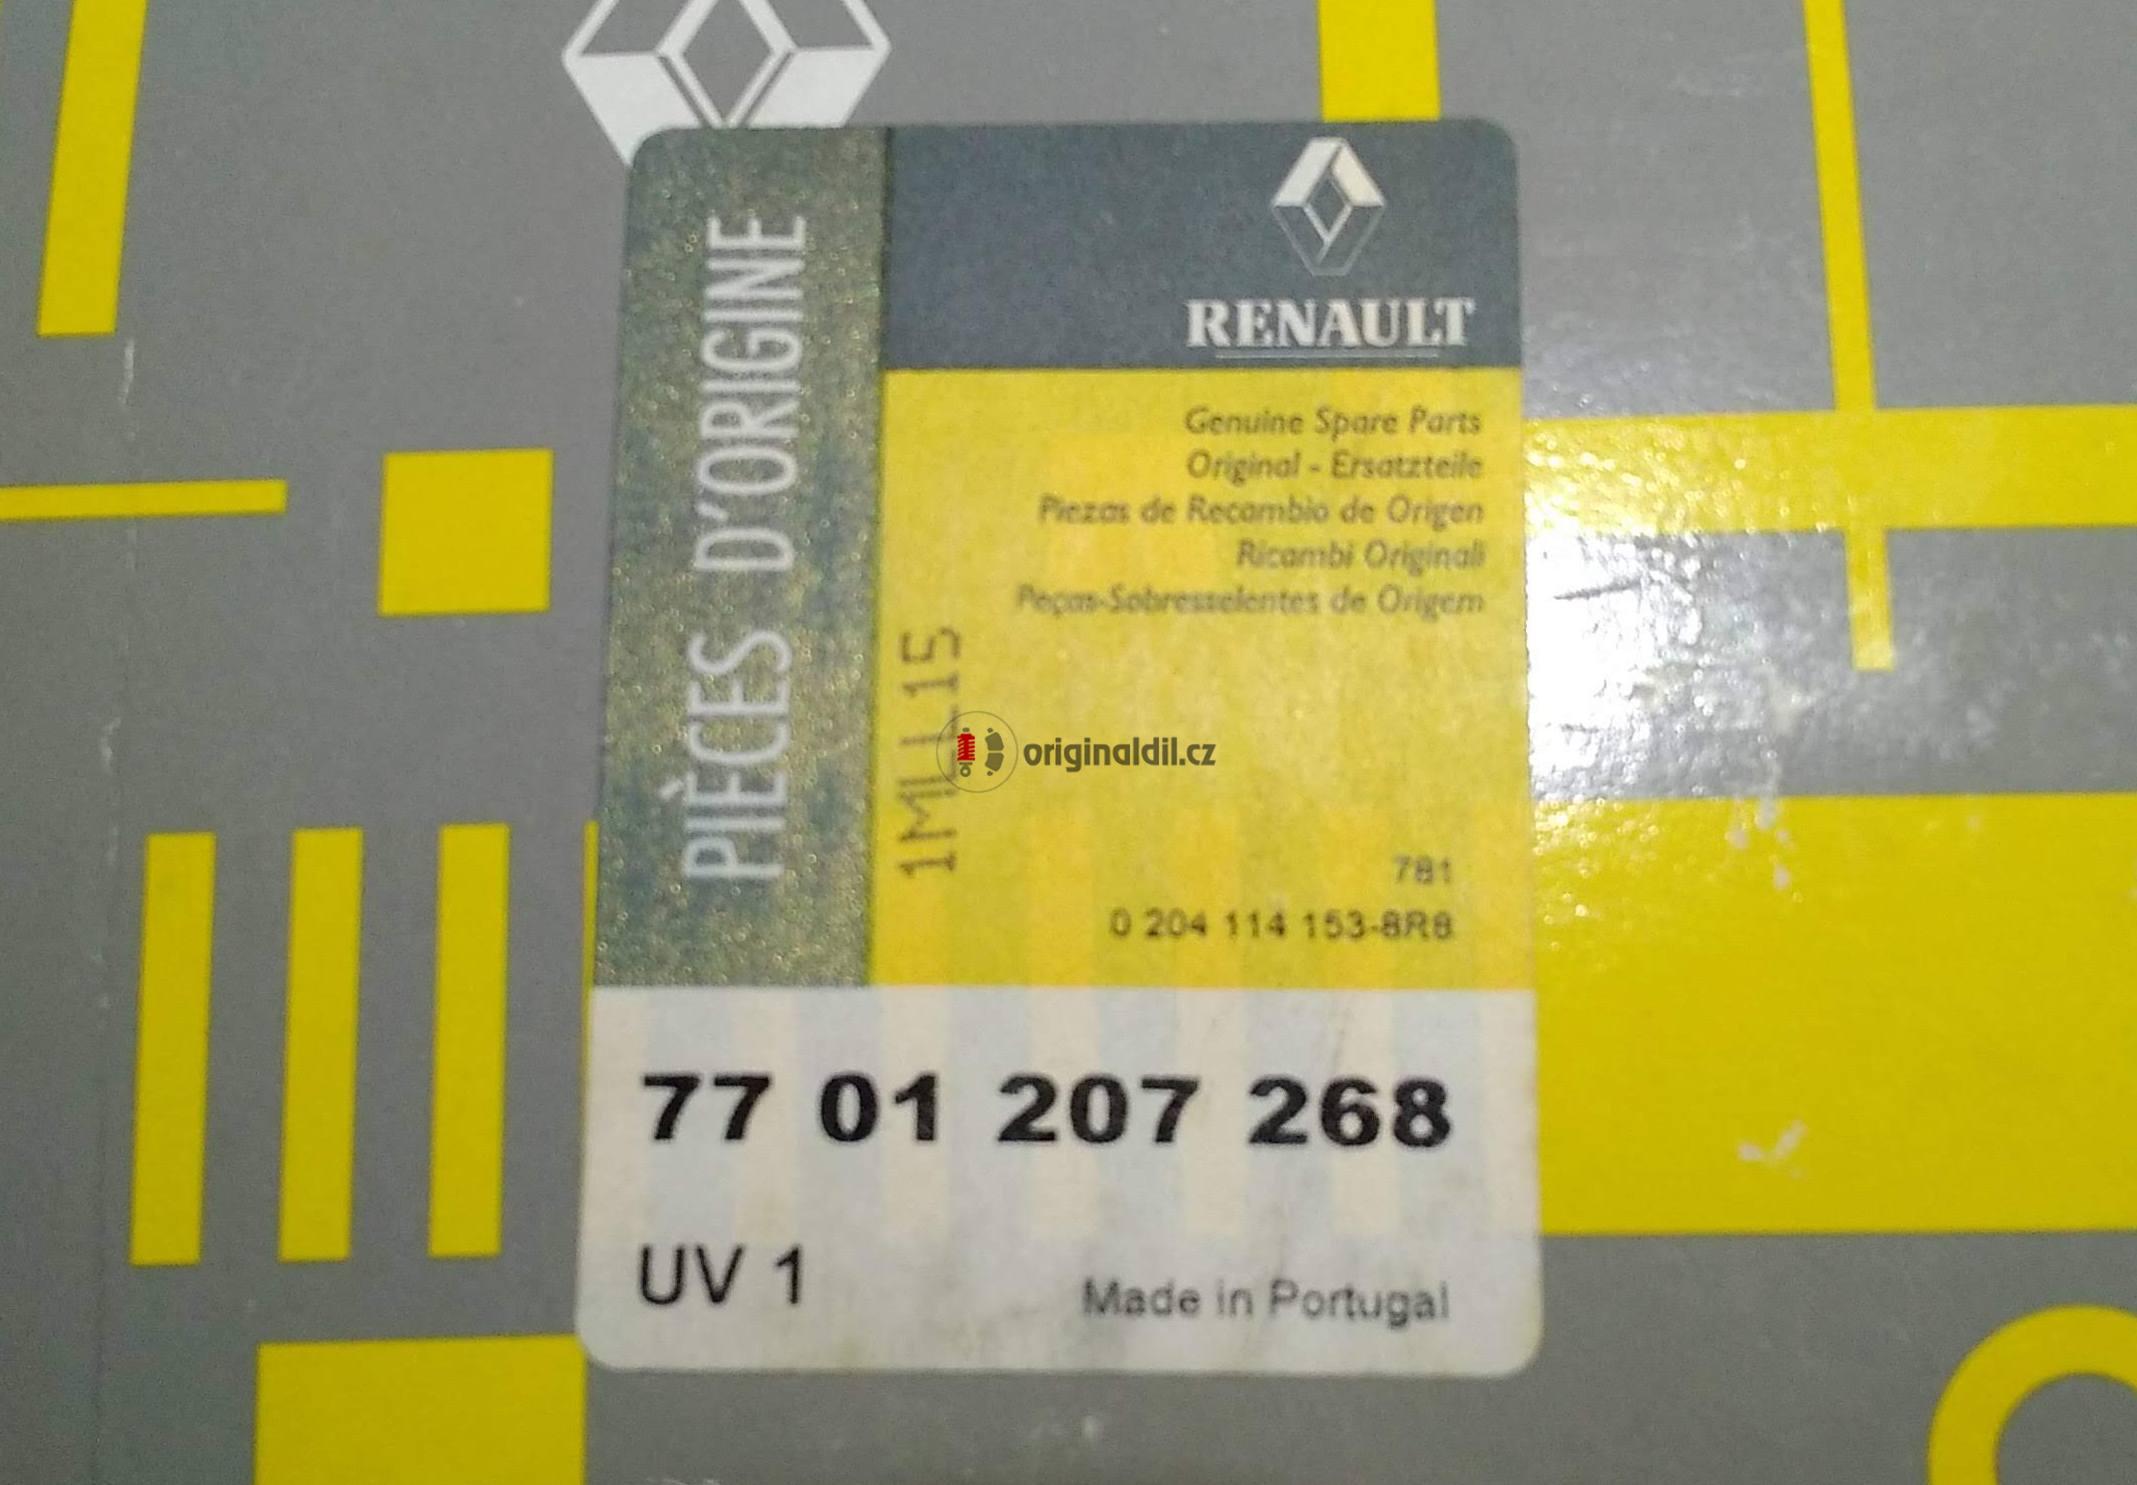 PIÈCES D'ORIGINE
RENAULT
Genuine Spare Parts
Original - Ersatzteile
Piezas de Recambio de Origen
Ricambi Originali
Peças-Sobresselentes de Origem
1MLL15
originaldil.cz
781
0 204 114 153-8R8
77 01 207 268
UV 1
Made in Portugal